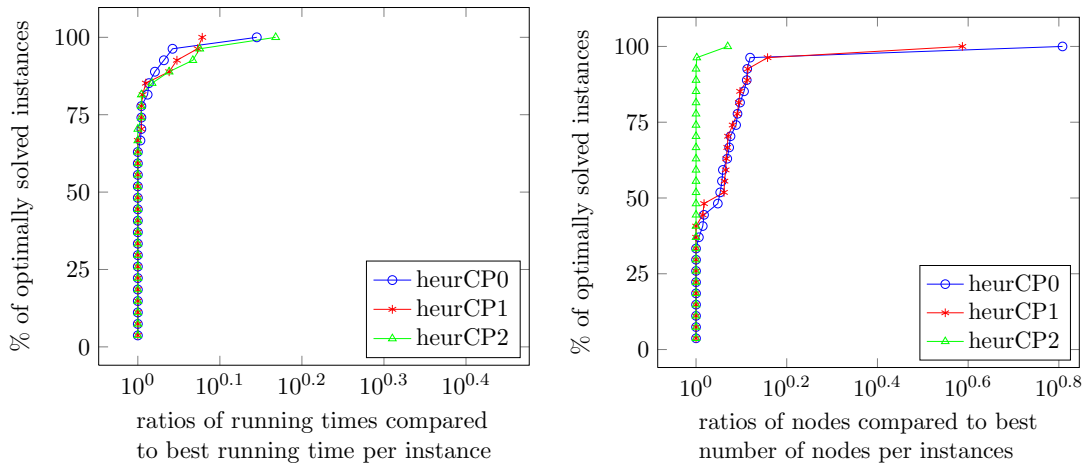 % of optimally solved instances
100
75
50
25
0
heurCP0
heurCP1
heurCP2
10^0 10^0.1 10^0.2 10^0.3 10^0.4
ratios of running times compared
to best running time per instance
% of optimally solved instances
100
75
50
25
0
heurCP0
heurCP1
heurCP2
10^0 10^0.2 10^0.4 10^0.6 10^0.8
ratios of nodes compared to best
number of nodes per instances